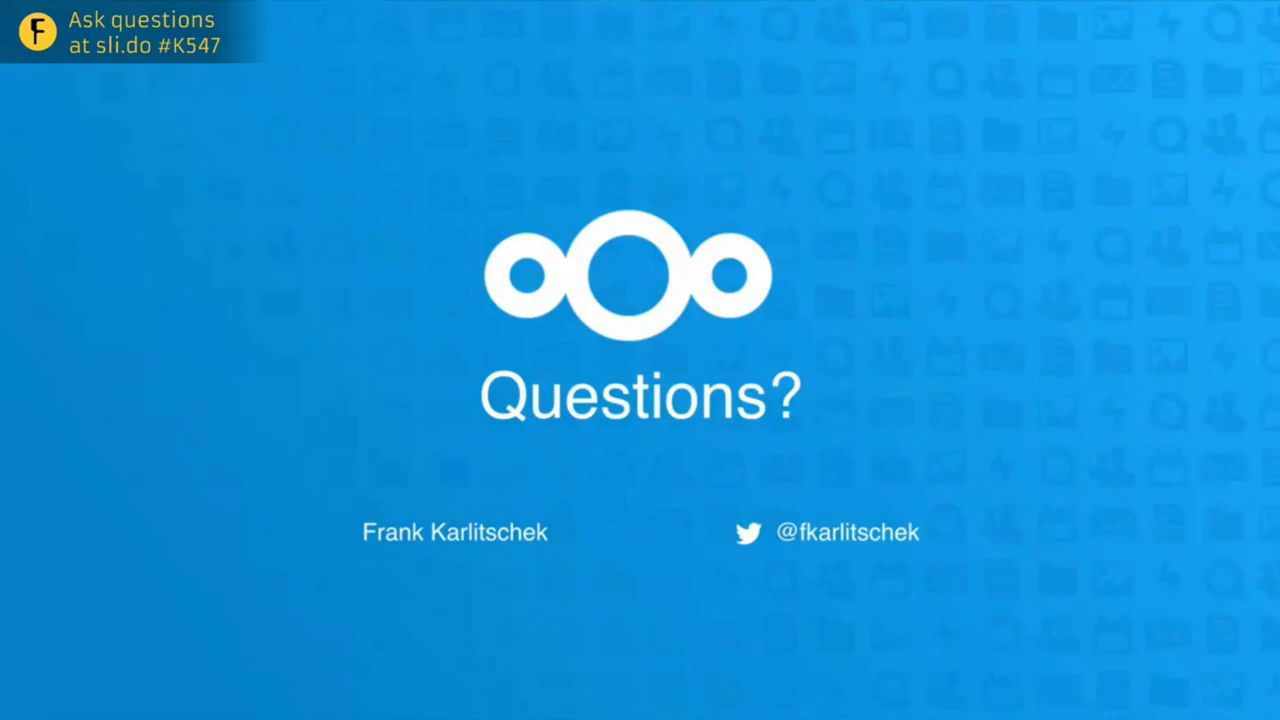 Ask questions
at sli.do #K547
Questions?
Frank Karlitschek
@fkarlitschek